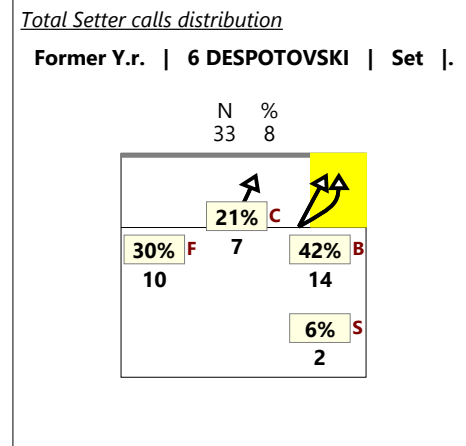 Total Setter calls distribution
Former Y.r. | 6 DESPOTOVSKI | Set |.
N %
33 8
21% C
7
30% F 42% B
10 14
6% S
2